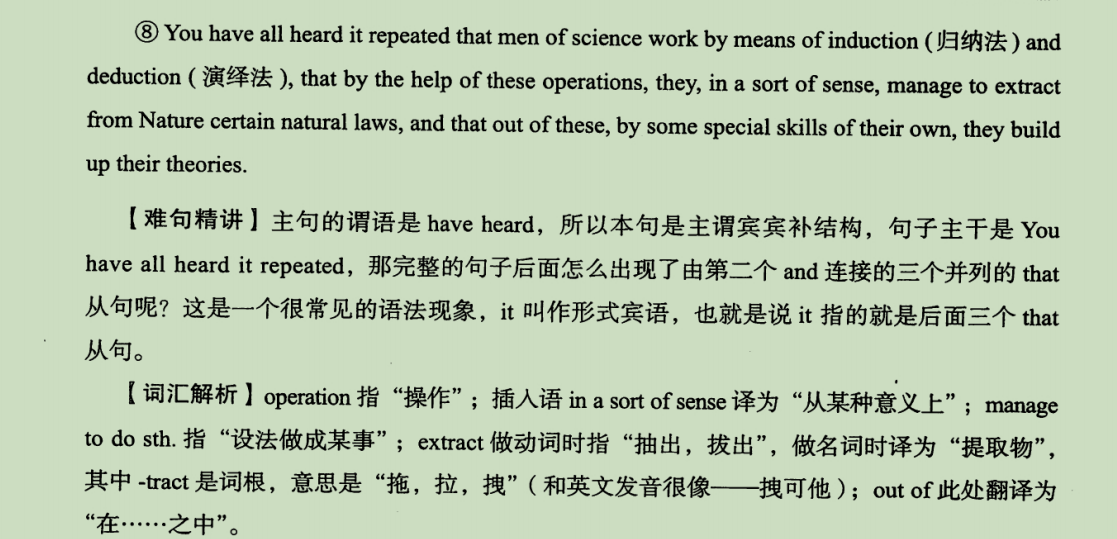 ⑧ You have all heard it repeated that men of science work by means of induction (归纳法) and
deduction (演绎法), that by the help of these operations, they, in a sort of sense, manage to extract
from Nature certain natural laws, and that out of these, by some special skills of their own, they build
up their theories.
【难句精讲】主句的谓语是 have heard，所以本句是主谓宾宾补结构，句子主干是 You
have all heard it repeated，那完整的句子后面怎么出现了由第二个 and 连接的三个并列的 that
从句呢？这是一个很常见的语法现象，it 叫作形式宾语，也就是说 it 指的就是后面三个 that
从句。
【词汇解析】operation 指“操作”；插入语 in a sort of sense 译为“从某种意义上”；manage
to do sth. 指“设法做成某事”；extract 做动词时指“抽出，拔出”，做名词时译为“提取物”，
其中 -tract 是词根，意思是“拖，拉，拽”(和英文发音很像——拽可他)；out of 此处翻译为
“在……之中”。